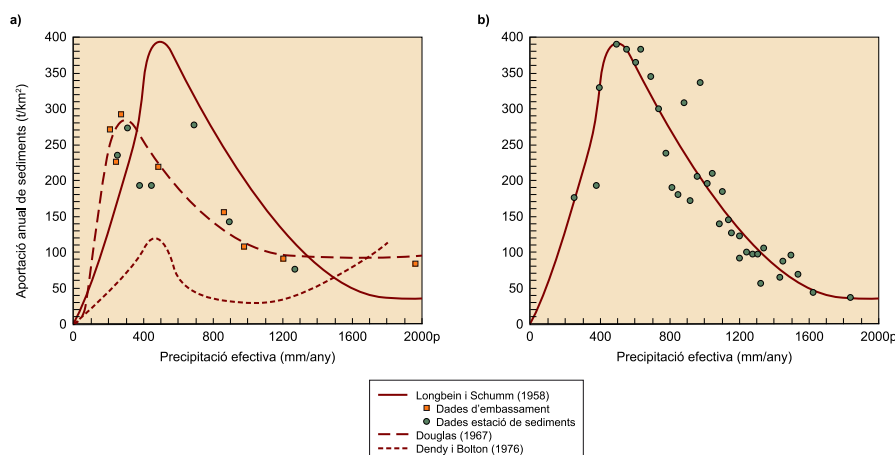 a)
b)
400
350
300
250
200
150
100
50
0
Aportació anual de sediments (t/km²)
0
400
800
1200
1600
2000p
Precipitació efectiva (mm/any)
400
350
300
250
200
150
100
50
0
0
400
800
1200
1600
2000p
Precipitació efectiva (mm/any)
Longbein i Schumm (1958)
Dades d'embassament
Dades estació de sediments
Douglas (1967)
Dendy i Bolton (1976)